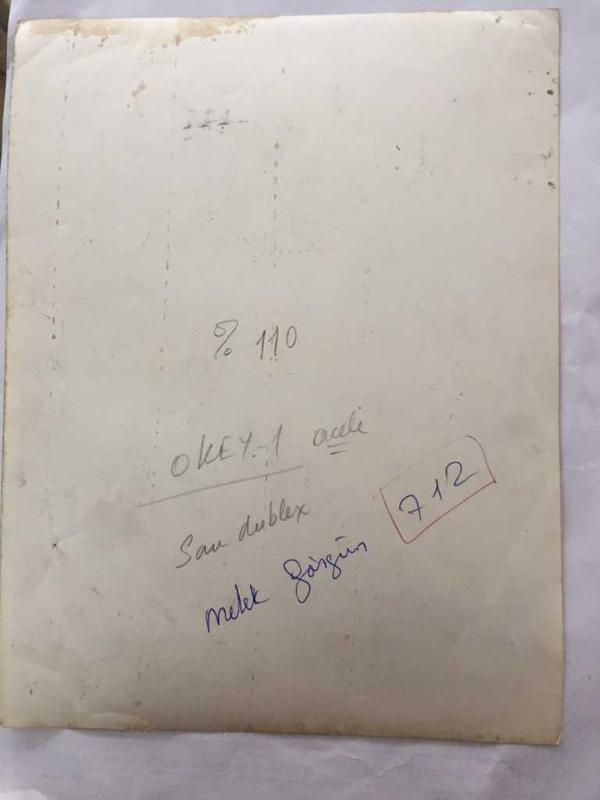 % 110
OKEY-1 acele
Sarı dublex
712
Melek Görgün